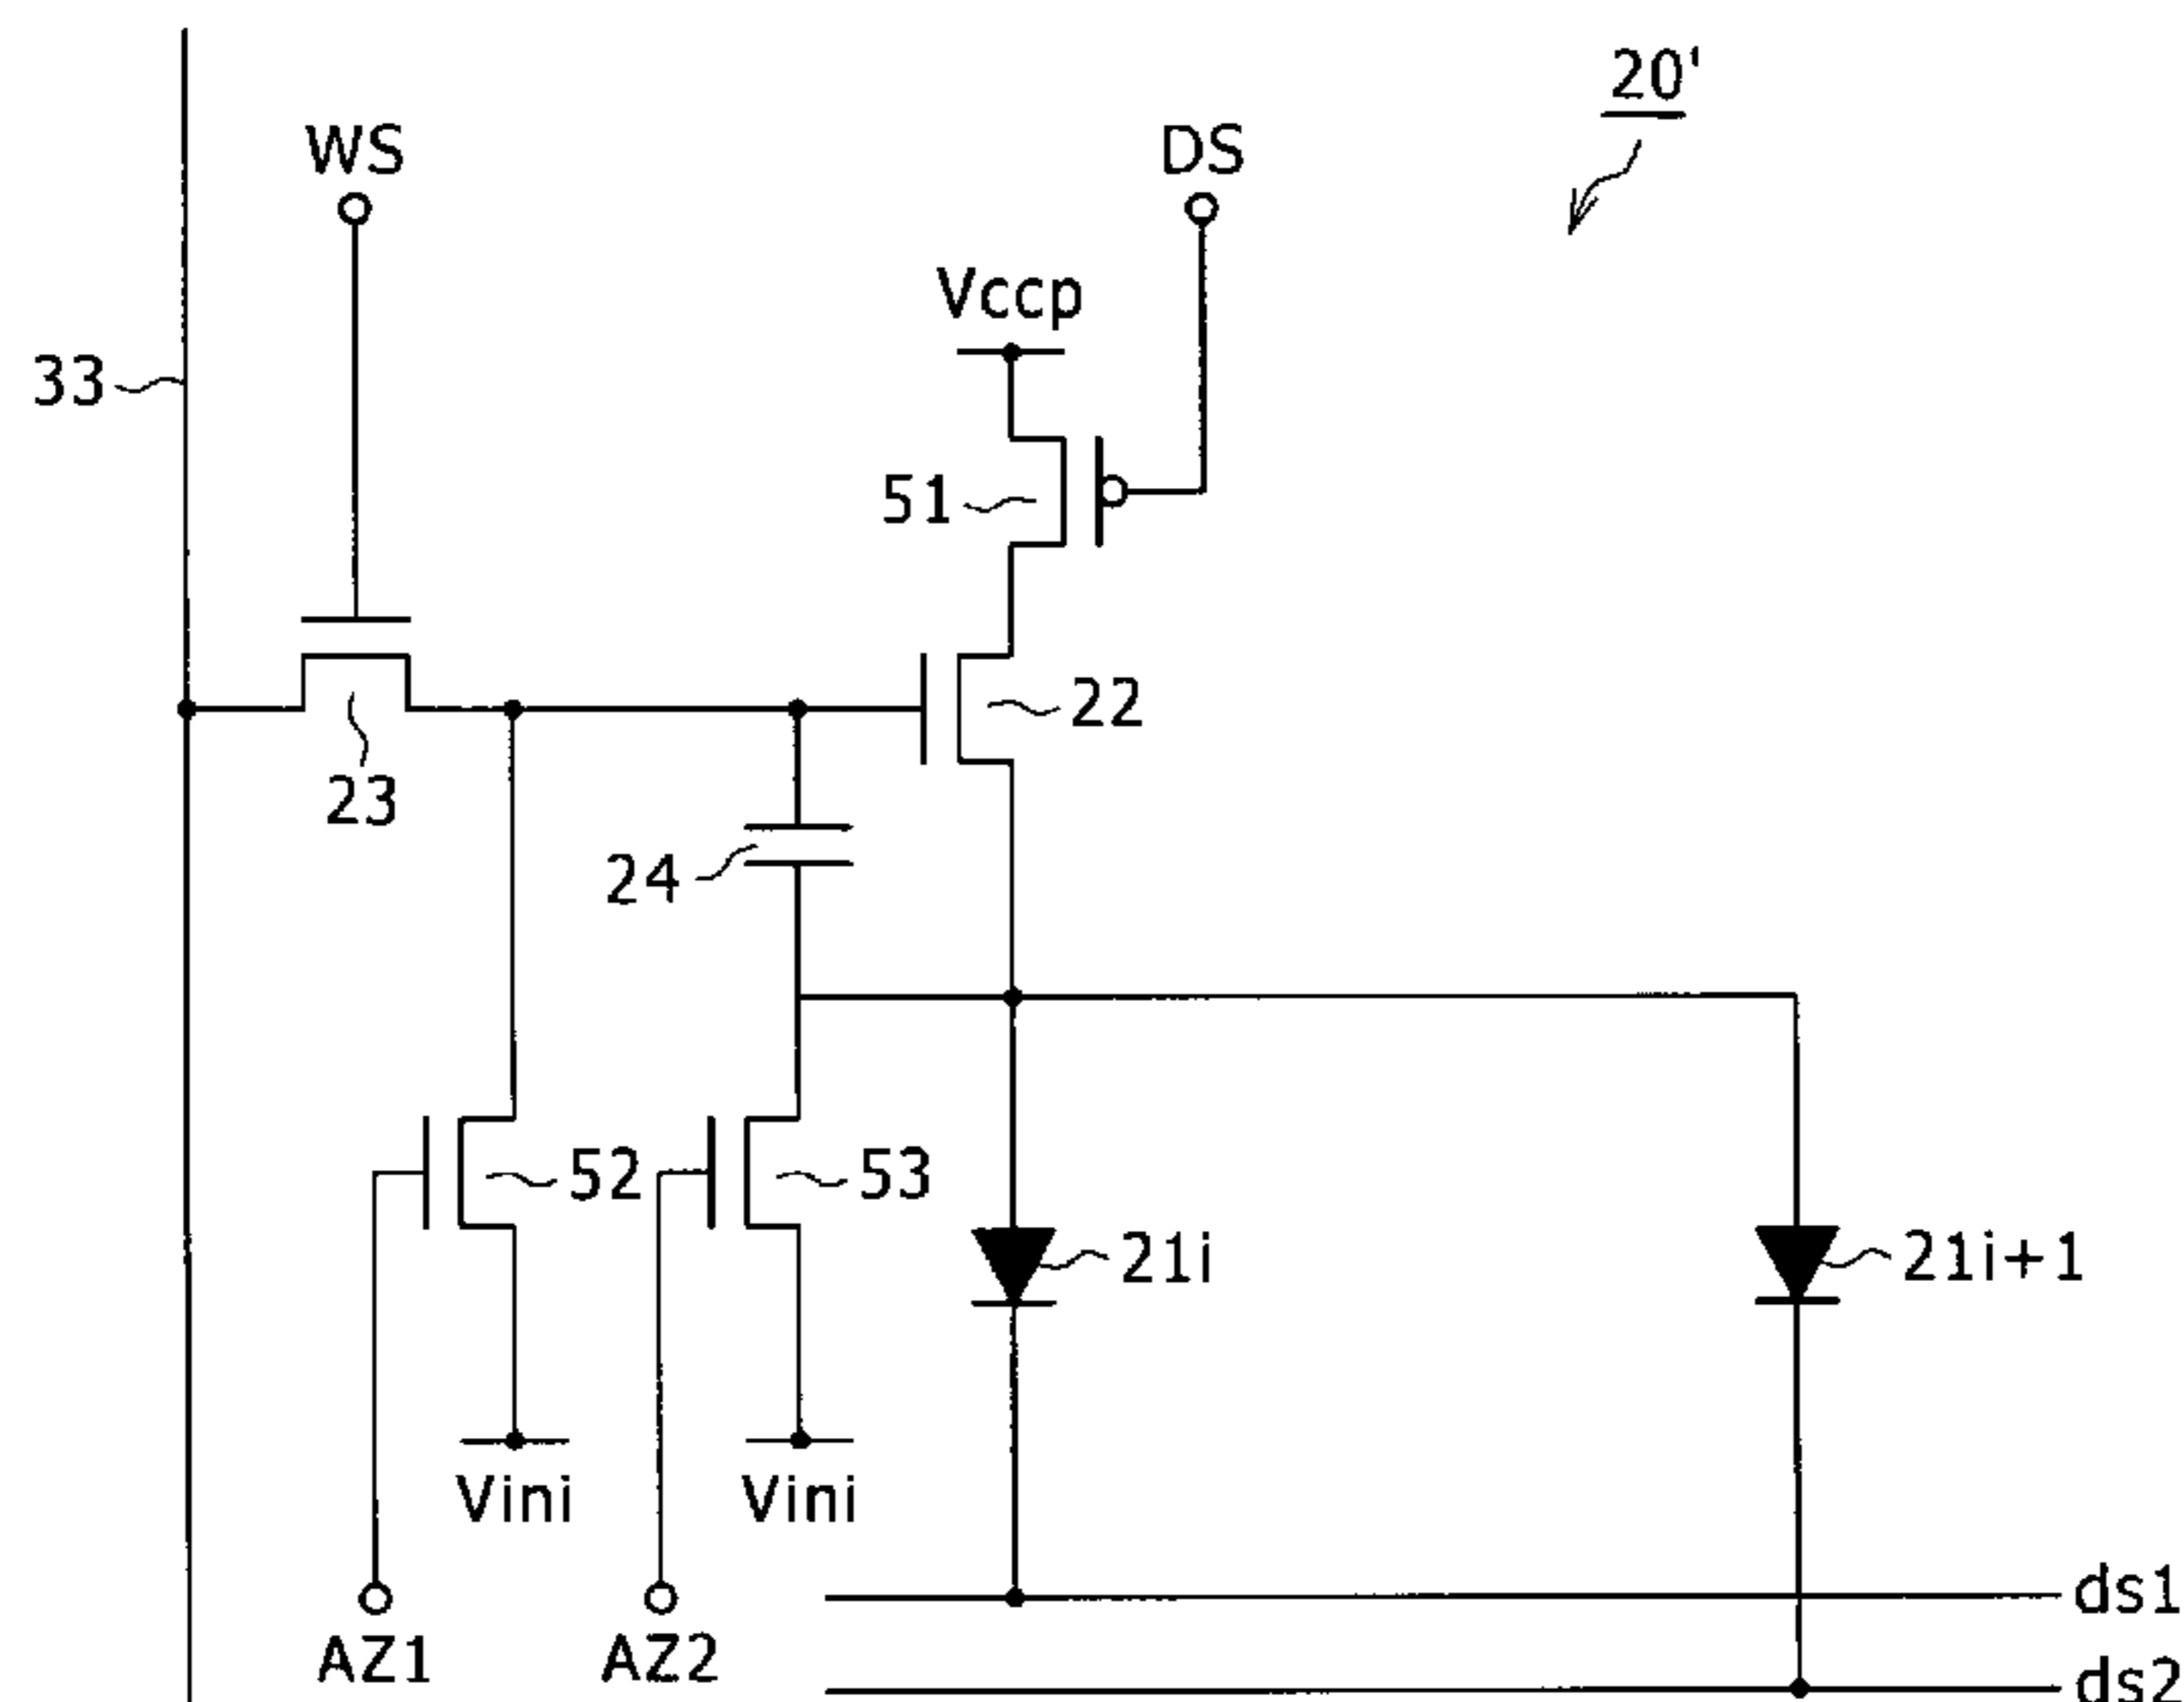 20'
WS
DS
Vccp
33
51
22
23
24
52
53
21i
21i+1
Vini
Vini
ds1
AZ1
AZ2
ds2